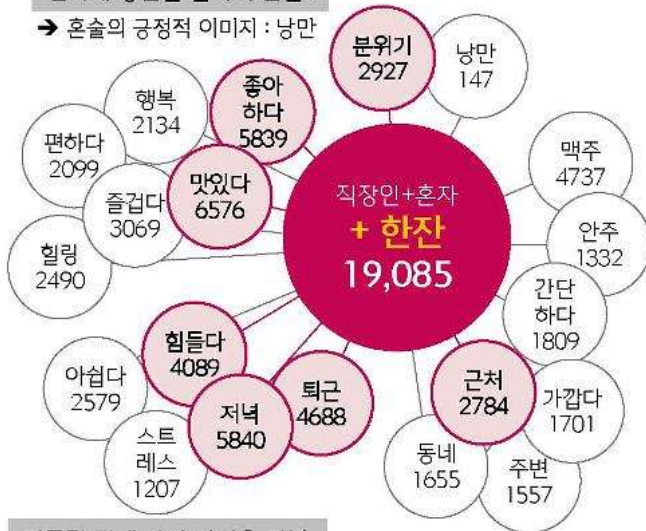 ➔ 혼술의 긍정적 이미지 : 낭만
분위기
2927
낭만
147
좋아
하다
5839
행복
2134
편하다
2099
맛있다
6576
즐겁다
3069
힐링
2490
맥주
4737
안주
1332
간단
하다
1809
직장인+혼자
+ 한잔
19,085
힘들다
4089
아쉽다
2579
저녁
5840
퇴근
4688
스트
레스
1207
근처
2784
가깝다
1701
동네
1655
주변
1557